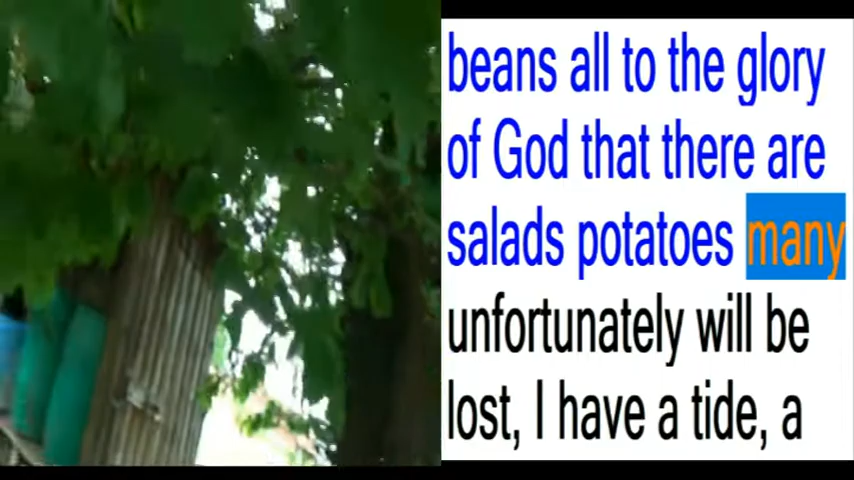 beans all to the glory
of God that there are
salads potatoes many
unfortunately will be
lost, I have a tide, a